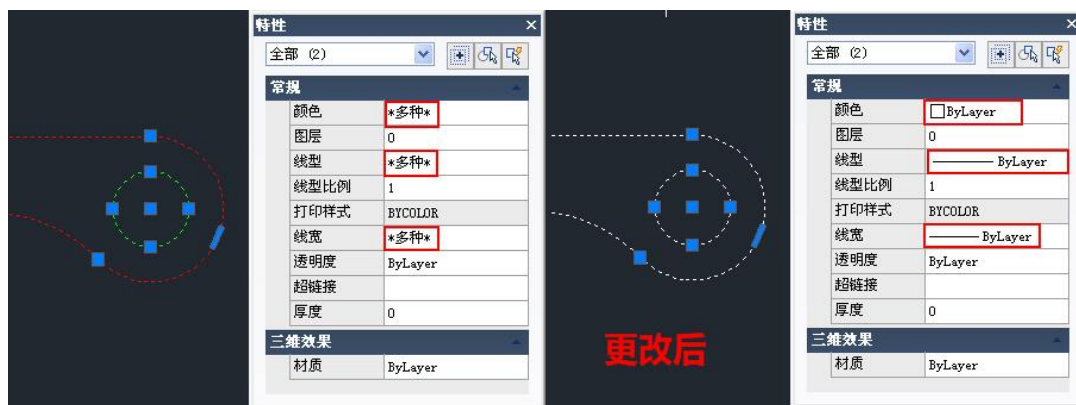 特性
全部 (2)
常规
颜色 *多种*
图层 0
线型 *多种*
线型比例 1
打印样式 BYCOLOR
线宽 *多种*
透明度 ByLayer
超链接
厚度 0
三维效果
材质 ByLayer
更改后
特性
全部 (2)
常规
颜色 ByLayer
图层 0
线型 ByLayer
线型比例 1
打印样式 BYCOLOR
线宽 ByLayer
透明度 ByLayer
超链接
厚度 0
三维效果
材质 ByLayer